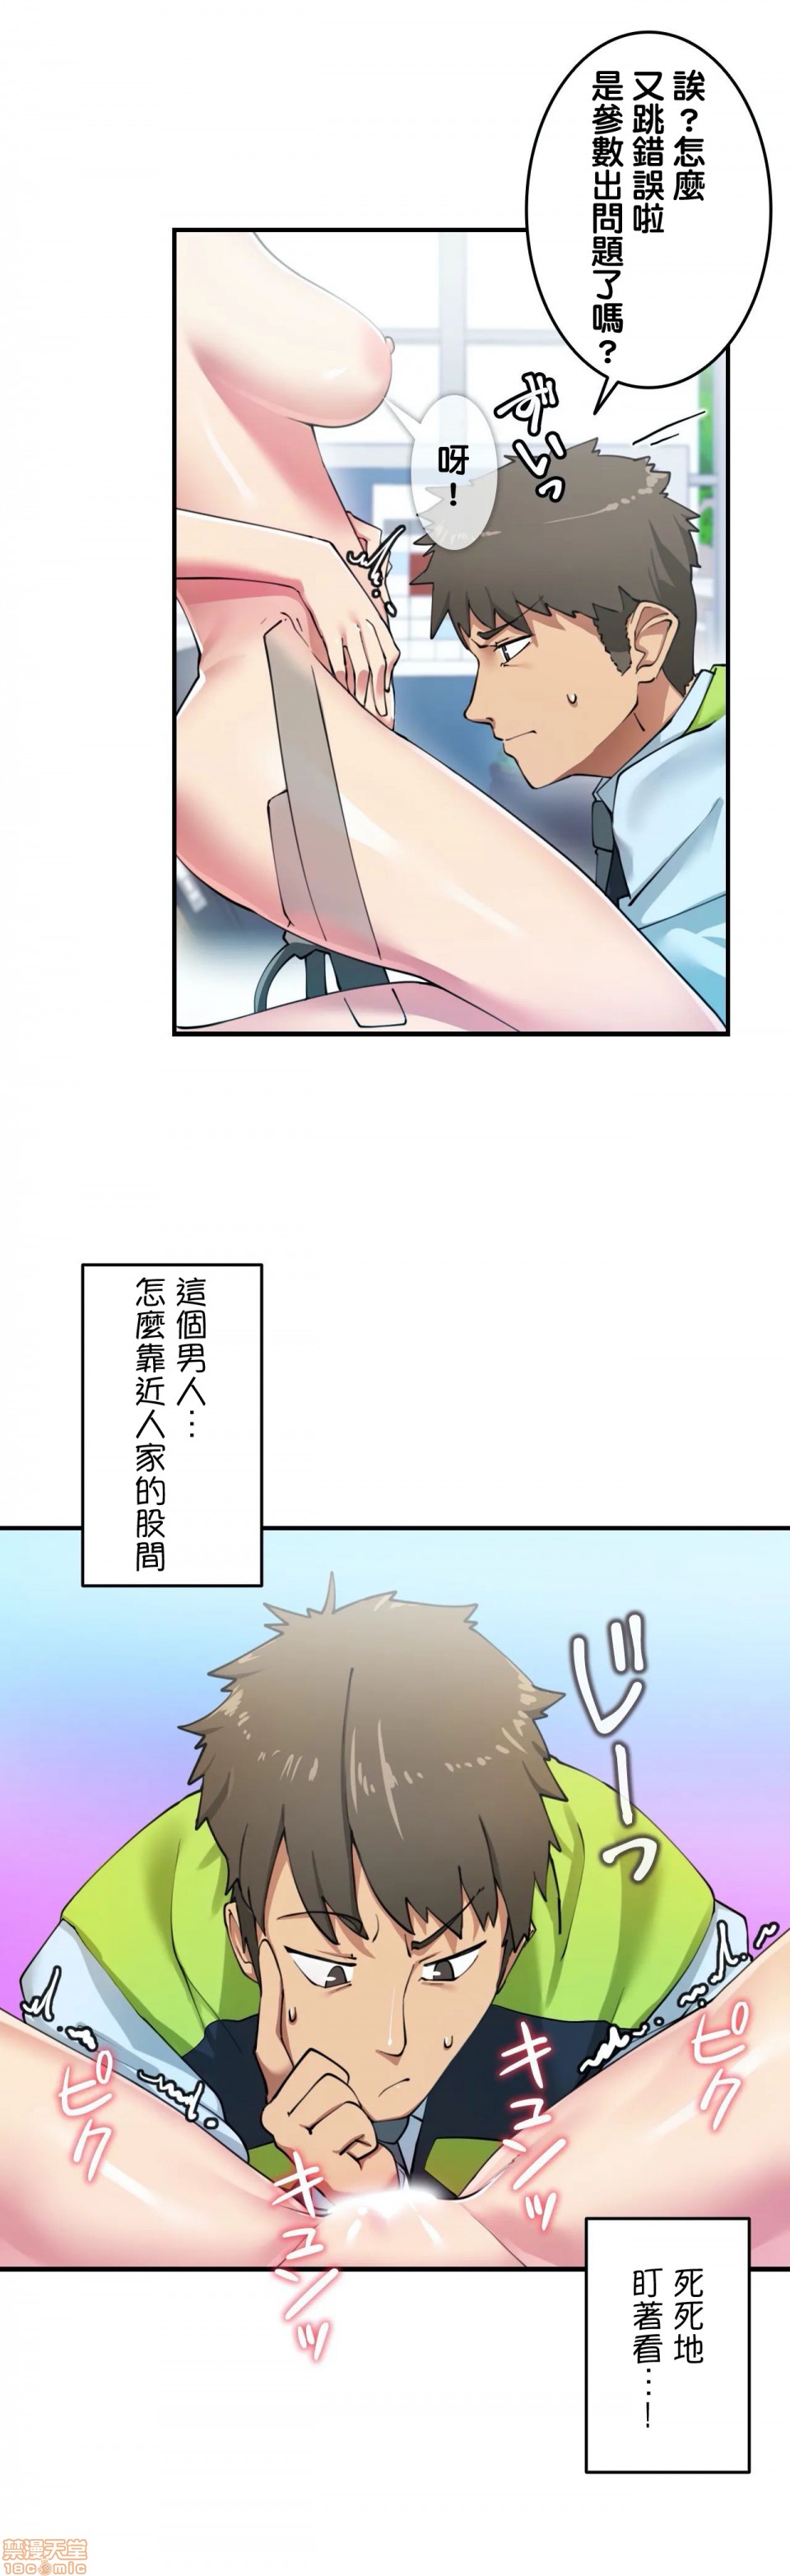 誒？怎麼
又跳錯誤啦
是參數出問題了嗎？
ずいっ
呀！
這個男人…
怎麼靠近人家的股間
じーっ
ピク
キュンッ
ピク
キュンッ
死死地
盯著看…！
禁漫天堂
18comic